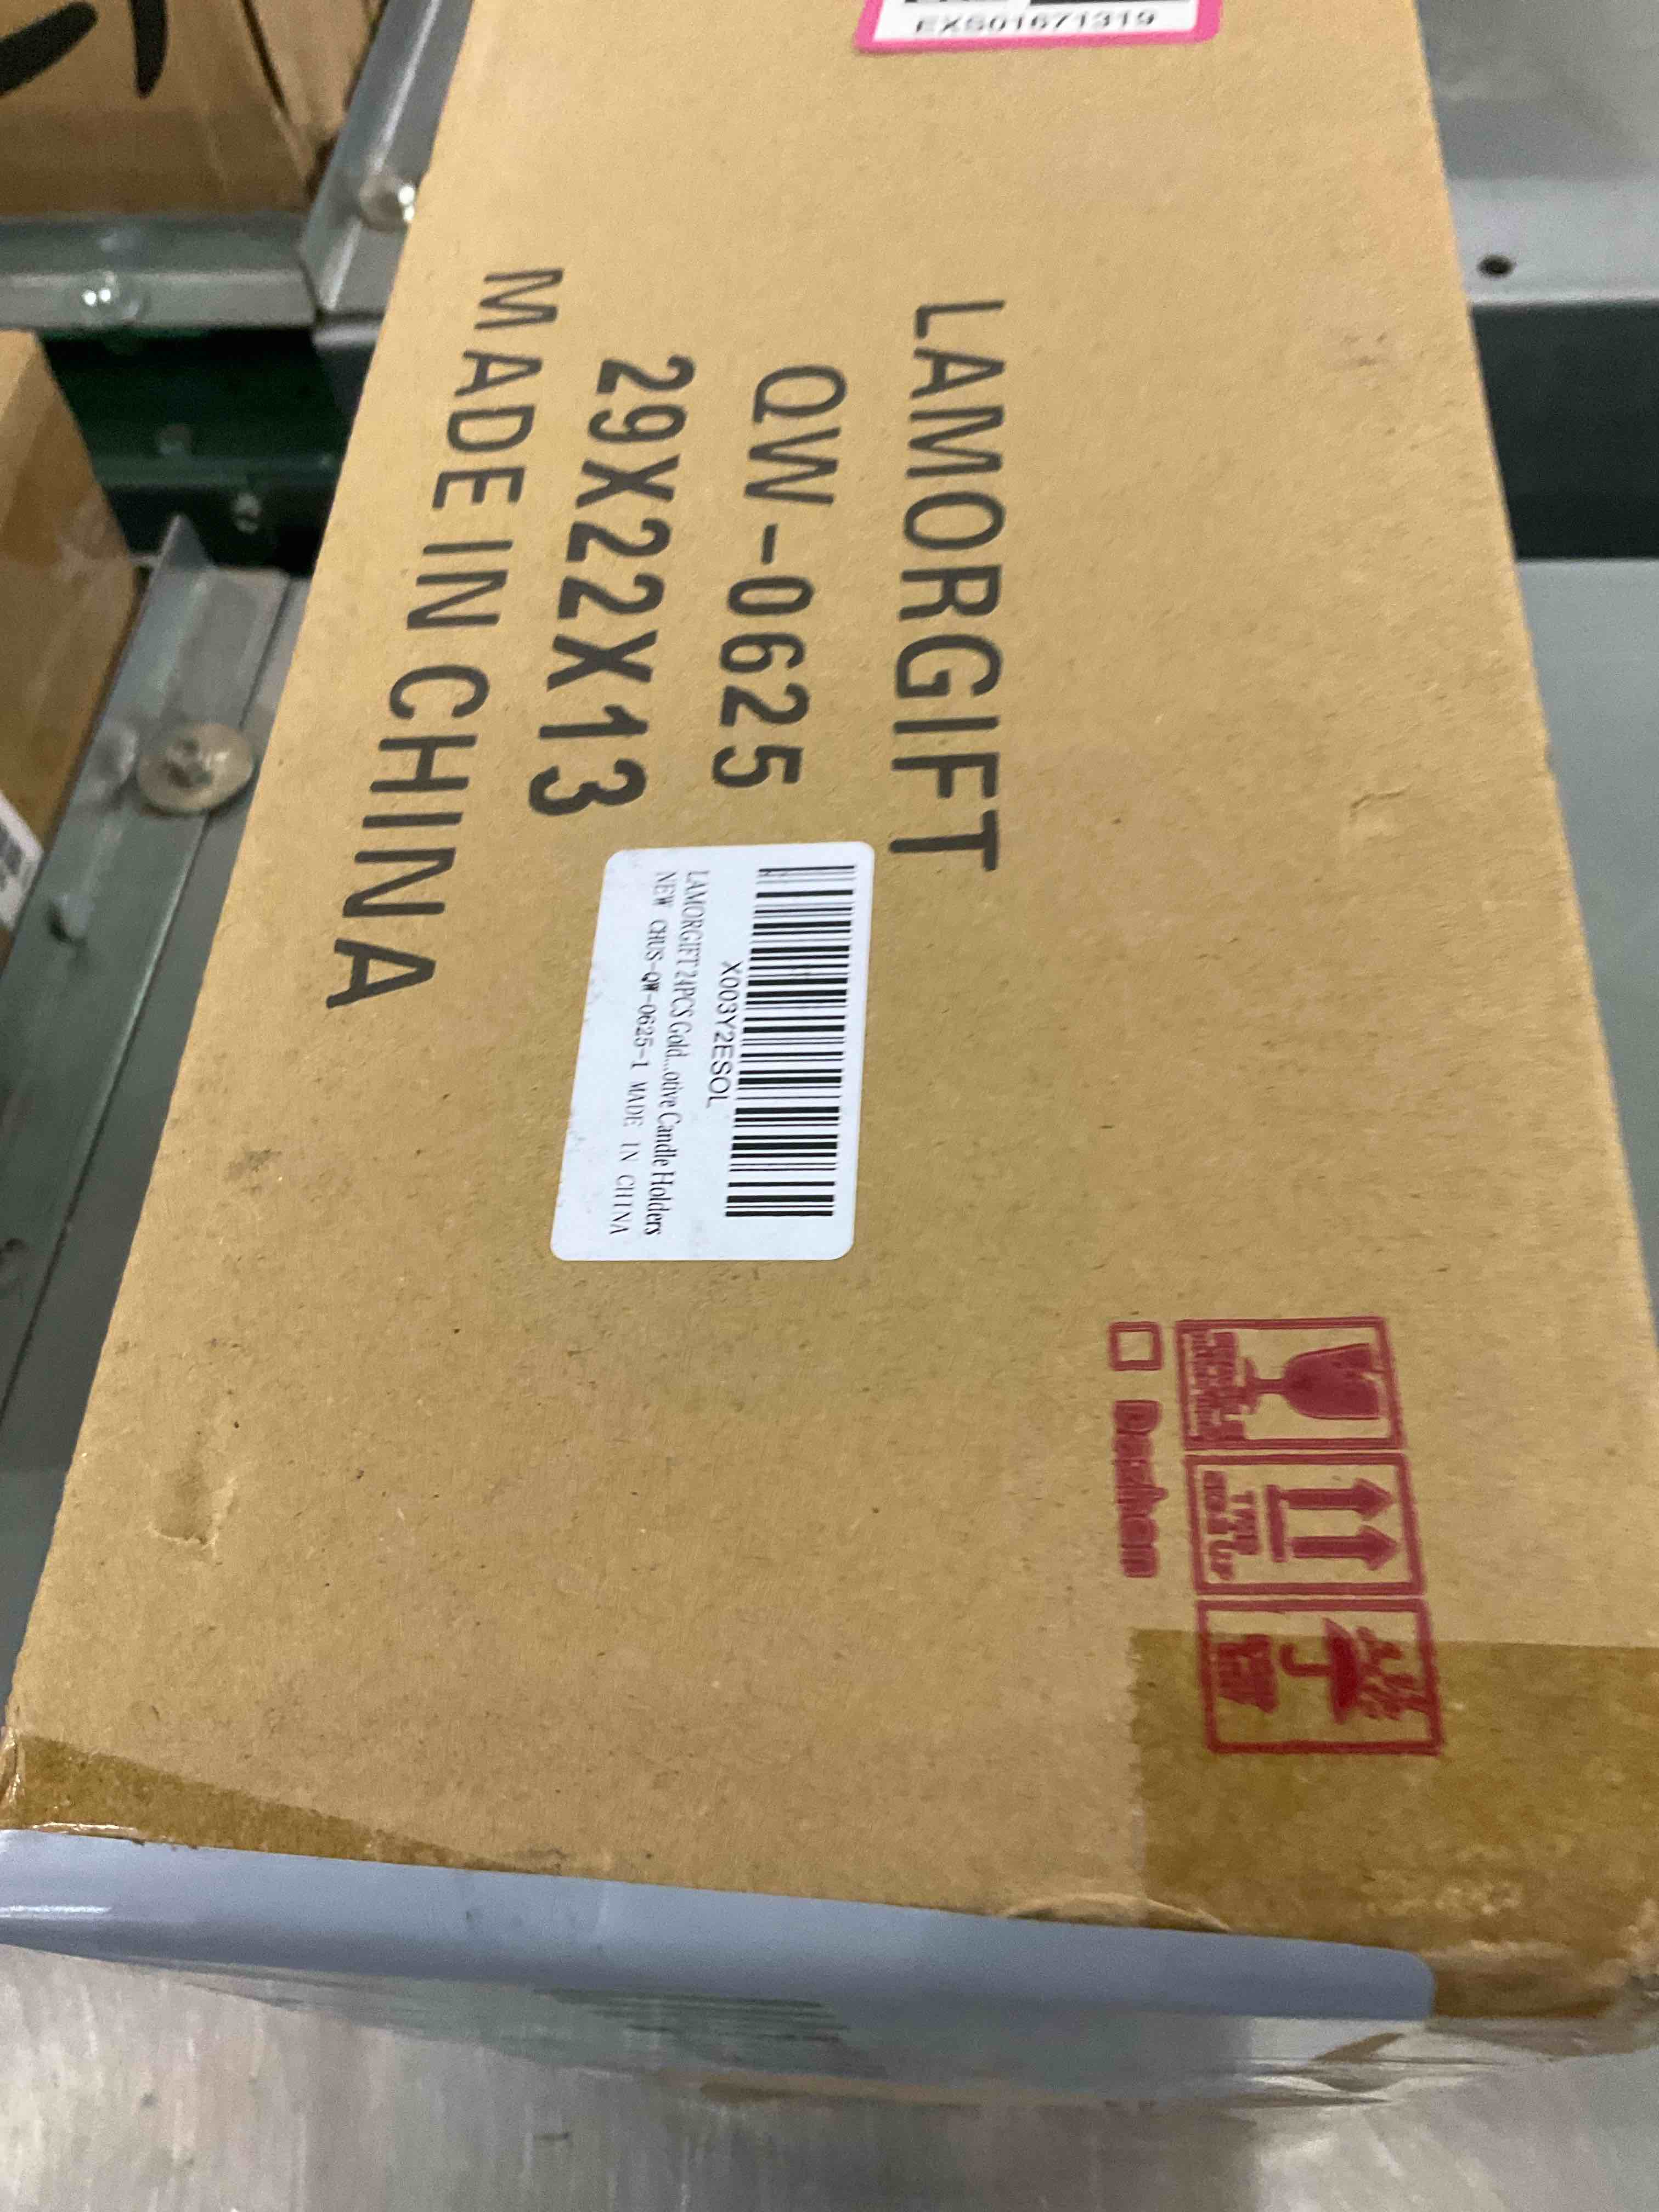 EXS01671319
LAMORGIFT
QW-0625
29X22X13
MADE IN CHINA
X003Y2ESOL
LAMORGIFT 24PCS Gold...otive Candle Holders
NEW CHUS-QW-0625-1 MADE IN CHINA